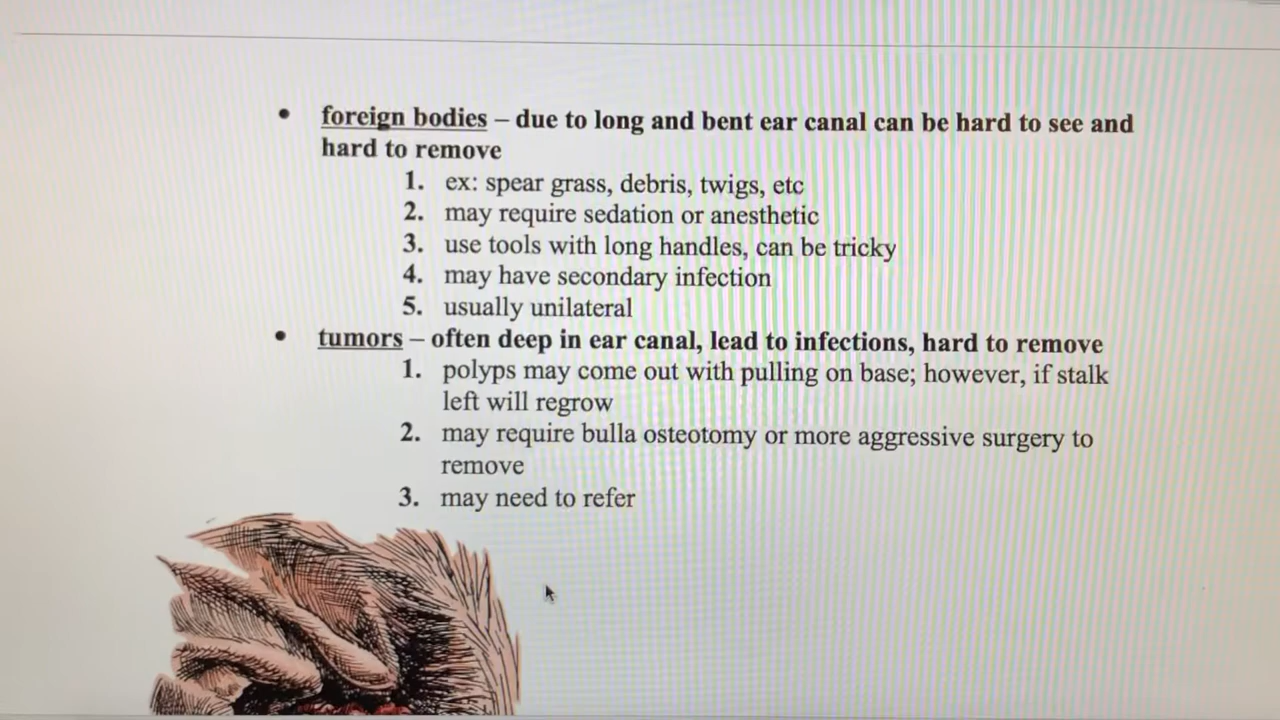 • foreign bodies – due to long and bent ear canal can be hard to see and
hard to remove
1. ex: spear grass, debris, twigs, etc
2. may require sedation or anesthetic
3. use tools with long handles, can be tricky
4. may have secondary infection
5. usually unilateral
• tumors – often deep in ear canal, lead to infections, hard to remove
1. polyps may come out with pulling on base; however, if stalk
left will regrow
2. may require bulla osteotomy or more aggressive surgery to
remove
3. may need to refer